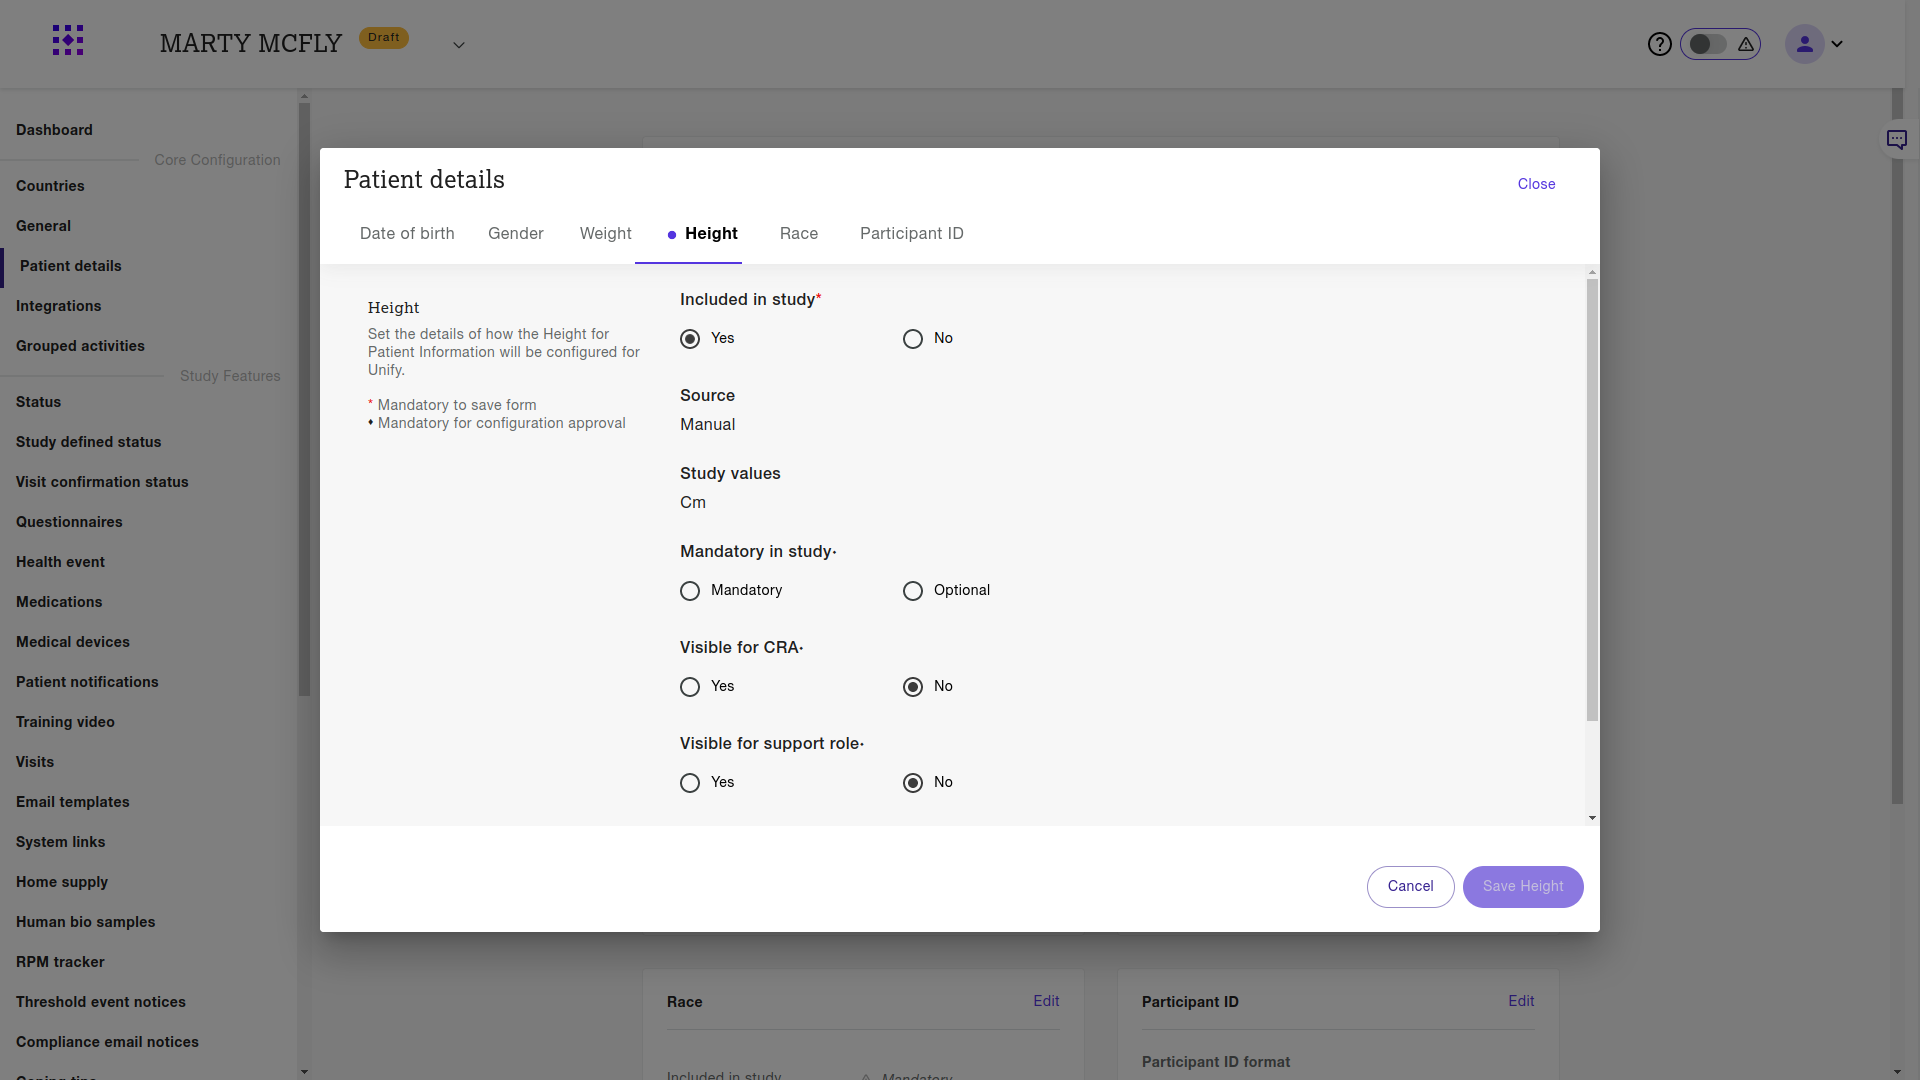 MARTY MCFLY
Draft
Dashboard
Core Configuration
Countries
General
Patient details
Integrations
Grouped activities
Study Features
Status
Study defined status
Visit confirmation status
Questionnaires
Health event
Medications
Medical devices
Patient notifications
Training video
Visits
Email templates
System links
Home supply
Human bio samples
RPM tracker
Threshold event notices
Compliance email notices
Patient details
Close
Date of birth
Gender
Weight
Height
Race
Participant ID
Height
Set the details of how the Height for
Patient Information will be configured for
Unify.
* Mandatory to save form
♦ Mandatory for configuration approval
Included in study*
Yes
No
Source
Manual
Study values
Cm
Mandatory in study♦
Mandatory
Optional
Visible for CRA♦
Yes
No
Visible for support role♦
Yes
No
Cancel
Save Height
Race
Edit
Included in study
Mandatory
Participant ID
Edit
Participant ID format